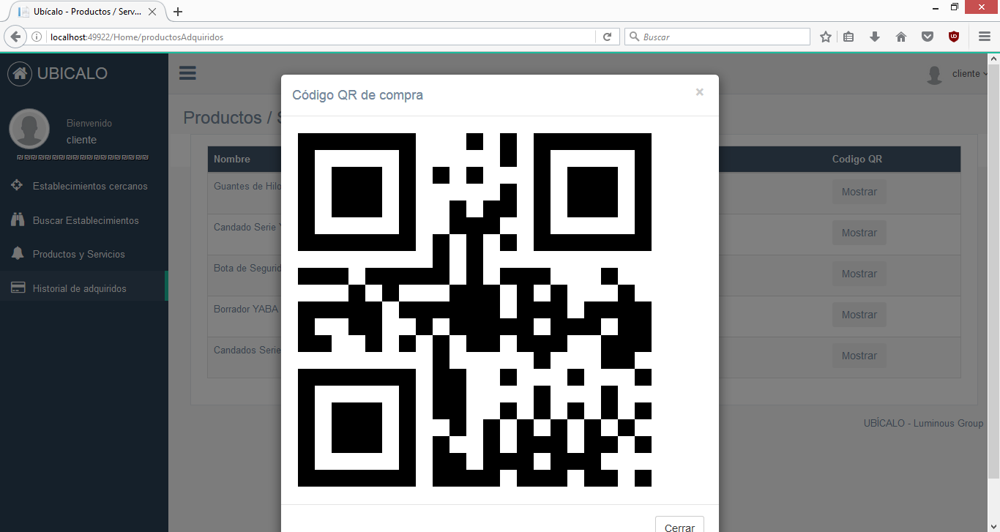 Ubícalo - Productos / Serv...
localhost:49922/Home/productosAdquiridos
Buscar
UBICALO
cliente
Bienvenido
cliente
Establecimientos cercanos
Buscar Establecimientos
Productos y Servicios
Historial de adquiridos
Productos /
Código QR de compra
×
Nombre
Codigo QR
Guantes de Hilo
Mostrar
Candado Serie
Mostrar
Bota de Segurid
Mostrar
Borrador YABA
Mostrar
Candados Serie
Mostrar
UBÍCALO - Luminous Group
Cerrar